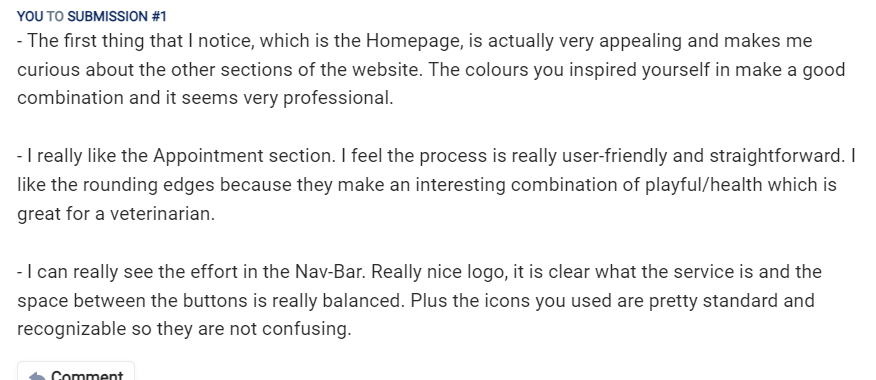 YOU TO SUBMISSION #1
- The first thing that I notice, which is the Homepage, is actually very appealing and makes me
curious about the other sections of the website. The colours you inspired yourself in make a good
combination and it seems very professional.
- I really like the Appointment section. I feel the process is really user-friendly and straightforward. I
like the rounding edges because they make an interesting combination of playful/health which is
great for a veterinarian.
- I can really see the effort in the Nav-Bar. Really nice logo, it is clear what the service is and the
space between the buttons is really balanced. Plus the icons you used are pretty standard and
recognizable so they are not confusing.
Comment